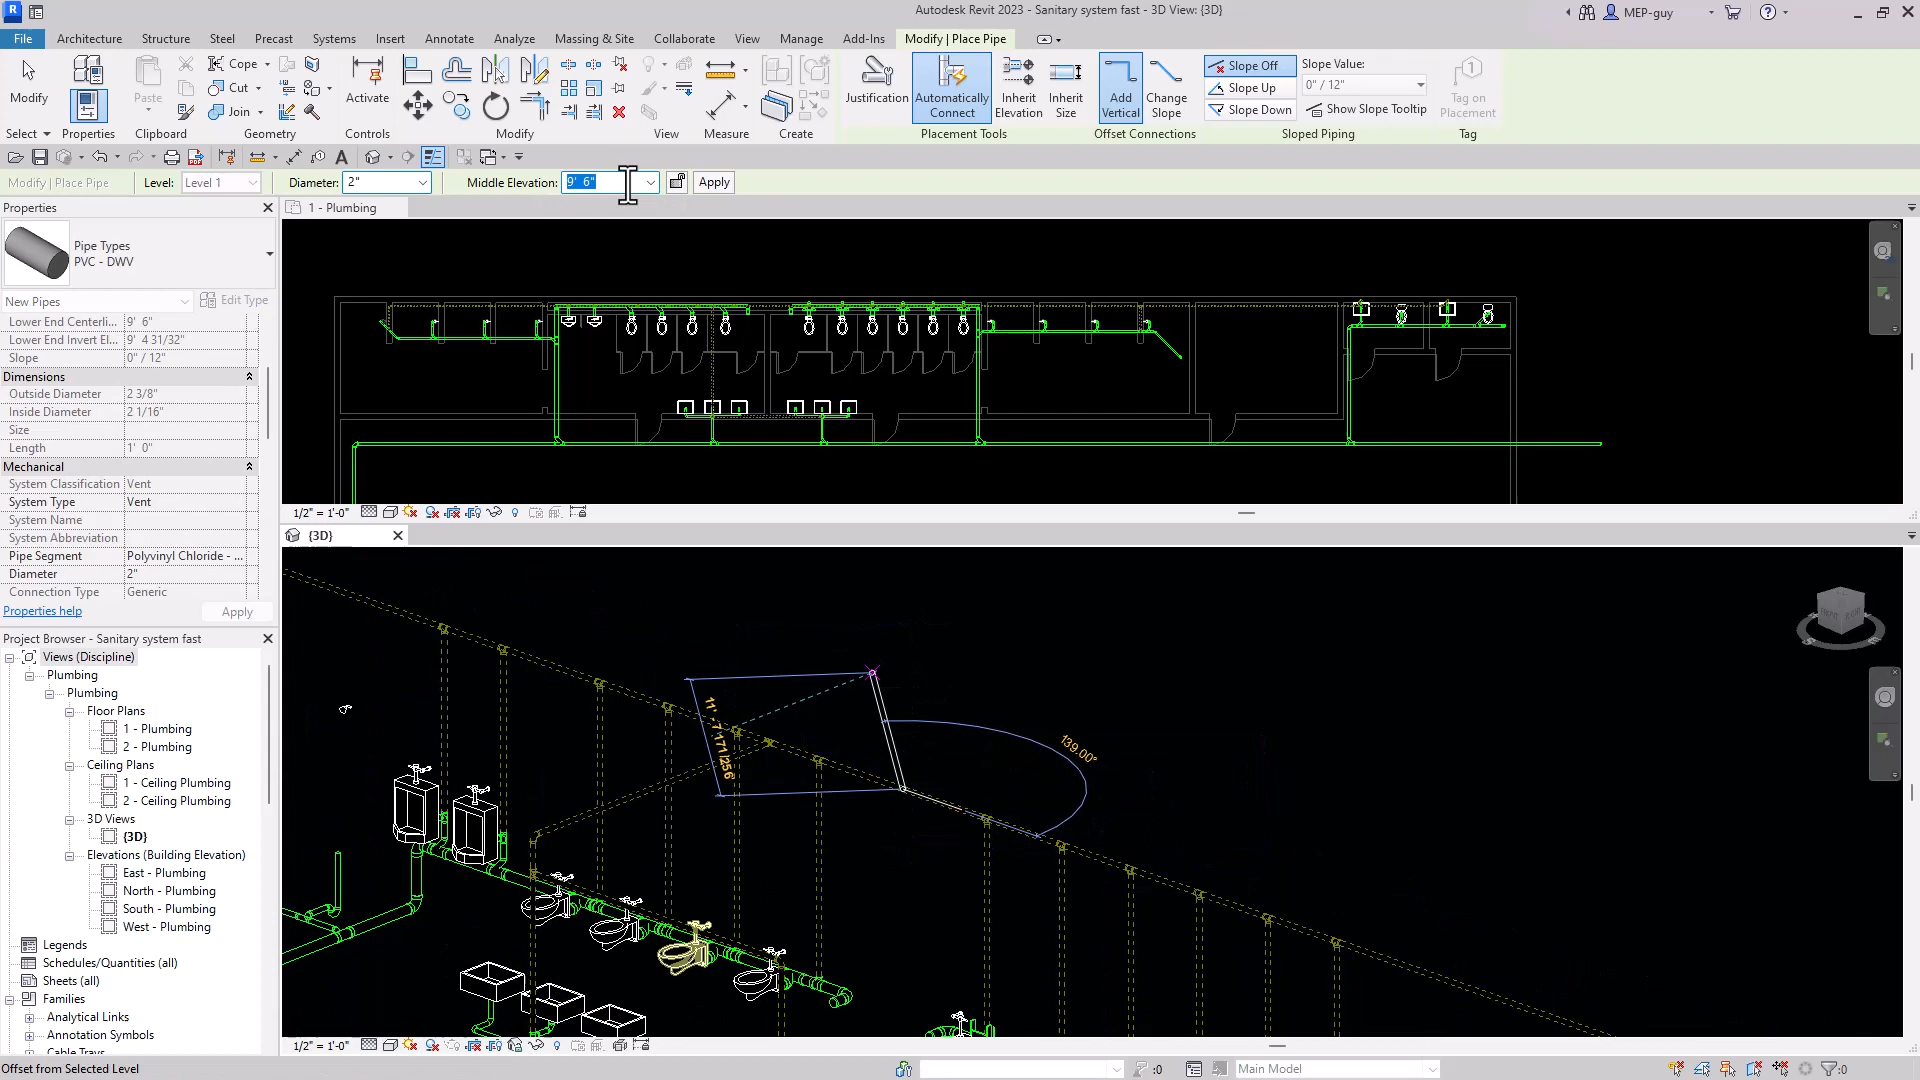 Autodesk Revit 2023 - Sanitary system fast - 3D View: {3D}
MEP-guy
File Architecture Structure Steel Precast Systems Insert Annotate Analyze Massing & Site Collaborate View Manage Add-Ins Modify | Place Pipe
Modify
Select
Properties
Paste
Clipboard
Cope
Cut
Join
Geometry
Activate
Controls
Modify
View
Measure
Create
Justification
Automatically Connect
Inherit Elevation
Inherit Size
Placement Tools
Add Vertical
Change Slope
Offset Connections
Slope Off
Slope Up
Slope Down
Slope Value:
0" / 12"
Show Slope Tooltip
Sloped Piping
Tag on Placement
Tag
Modify | Place Pipe Level: Level 1 Diameter: 2" Middle Elevation: 9' 6" Apply
Properties
Pipe Types
PVC - DWV
New Pipes Edit Type
Lower End Centerli... 9' 6"
Lower End Invert El... 9' 4 31/32"
Slope 0" / 12"
Dimensions
Outside Diameter 2 3/8"
Inside Diameter 2 1/16"
Size
Length 1' 0"
Mechanical
System Classification Vent
System Type Vent
System Name
System Abbreviation
Pipe Segment Polyvinyl Chloride - ...
Diameter 2"
Connection Type Generic
Properties help Apply
Project Browser - Sanitary system fast
Views (Discipline)
Plumbing
Plumbing
Floor Plans
1 - Plumbing
2 - Plumbing
Ceiling Plans
1 - Ceiling Plumbing
2 - Ceiling Plumbing
3D Views
{3D}
Elevations (Building Elevation)
East - Plumbing
North - Plumbing
South - Plumbing
West - Plumbing
Legends
Schedules/Quantities (all)
Sheets (all)
Families
Analytical Links
Annotation Symbols
Cable Trays
1 - Plumbing
1/2" = 1'-0"
{3D}
11' - 7 171/256"
139.00°
1/2" = 1'-0"
Offset from Selected Level
:0
Main Model
:0